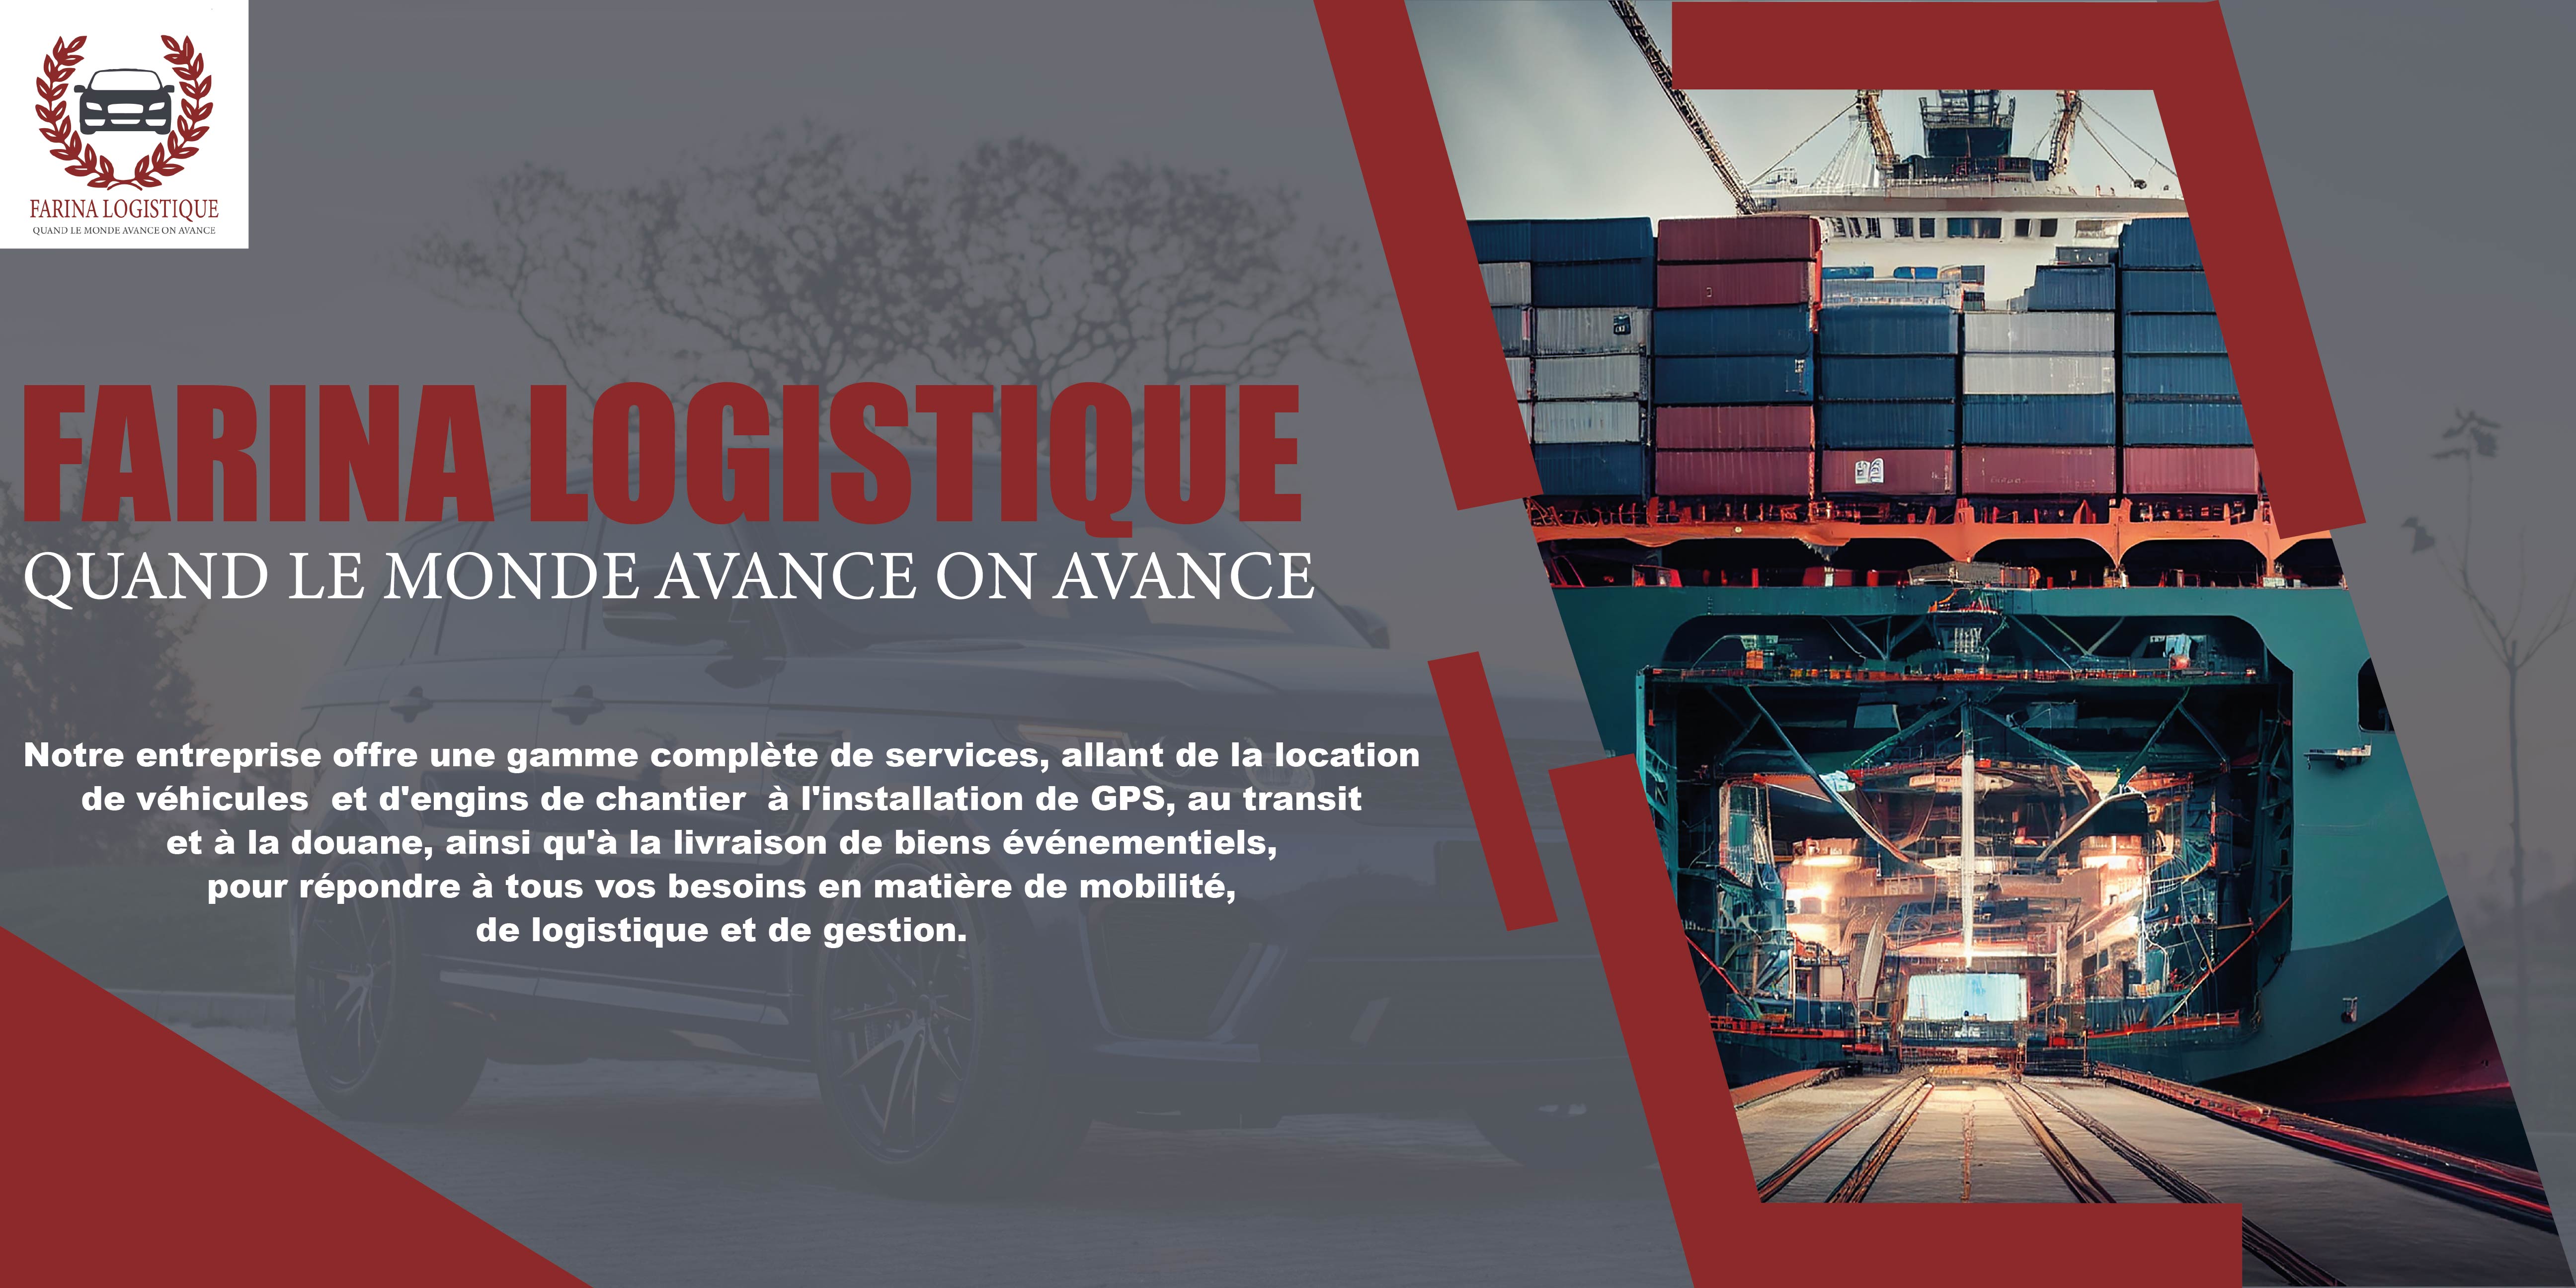 FARINA LOGISTIQUE
QUAND LE MONDE AVANCE ON AVANCE
FARINA LOGISTIQUE
QUAND LE MONDE AVANCE ON AVANCE
Notre entreprise offre une gamme complète de services, allant de la location
de véhicules et d'engins de chantier à l'installation de GPS, au transit
et à la douane, ainsi qu'à la livraison de biens événementiels,
pour répondre à tous vos besoins en matière de mobilité,
de logistique et de gestion.